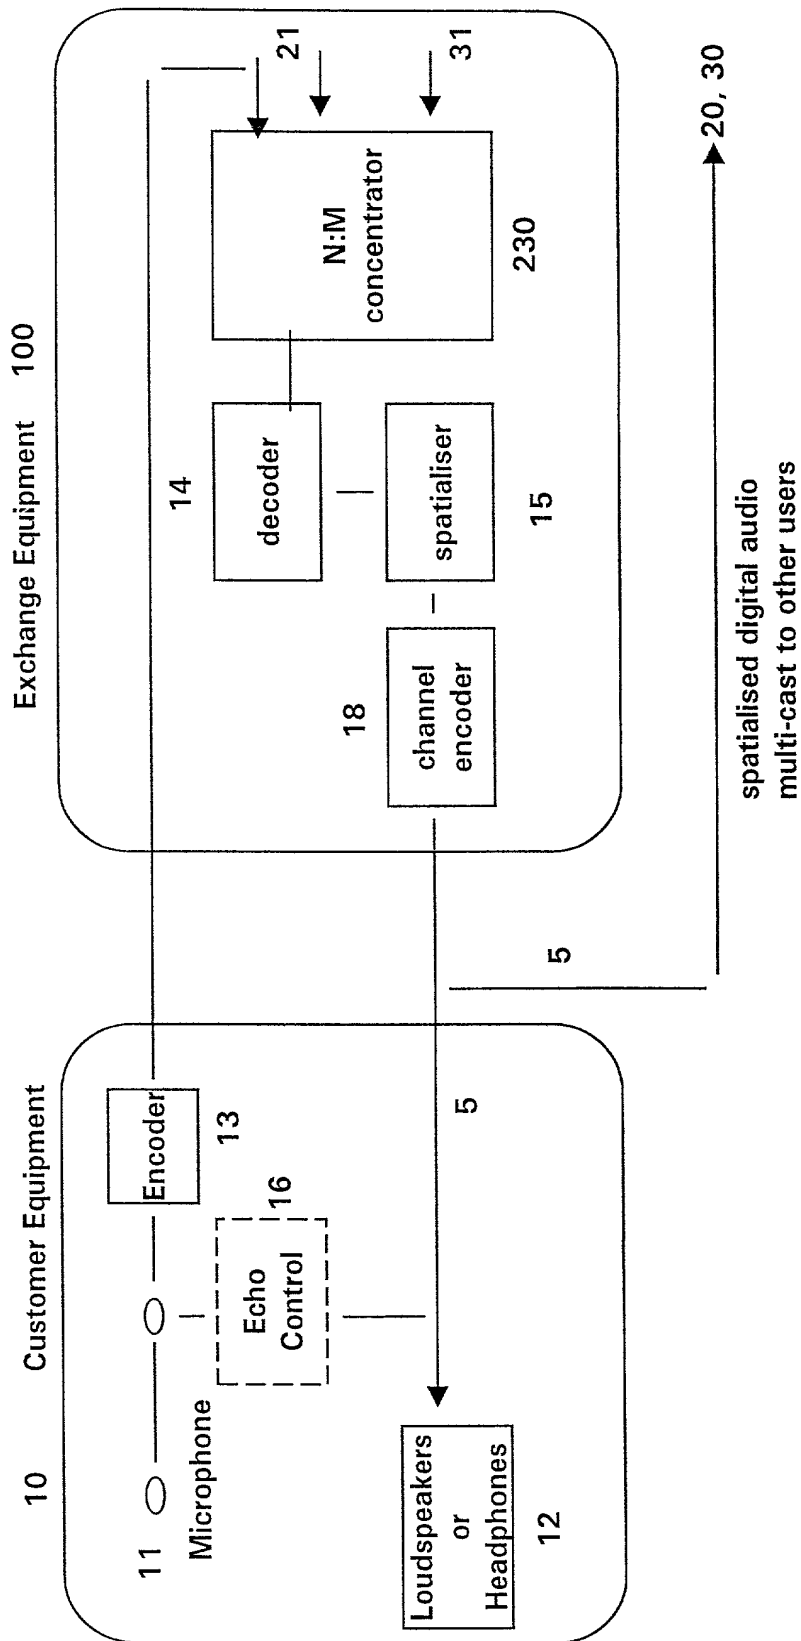 10 Customer Equipment
11
Microphone
Encoder
13
16
Echo
Control
5
Loudspeakers
or
Headphones
12
5
Exchange Equipment 100
14
decoder
21
31
N:M
concentrator
230
18
channel
encoder
spatialiser
15
20, 30
spatialised digital audio
multi-cast to other users